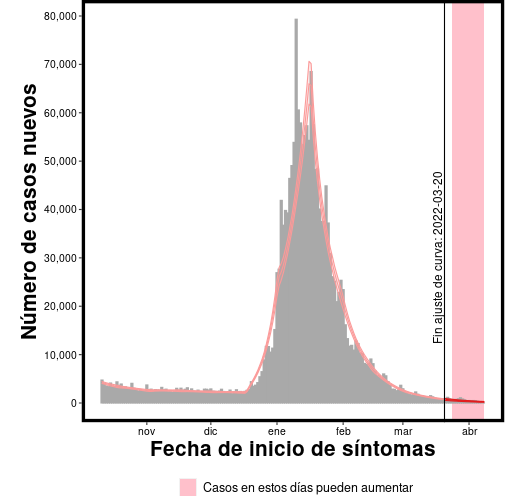 80,000
70,000
60,000
50,000
40,000
30,000
20,000
10,000
0
Número de casos nuevos
Fin ajuste de curva: 2022-03-20
nov dic ene feb mar abr
Fecha de inicio de síntomas
Casos en estos días pueden aumentar